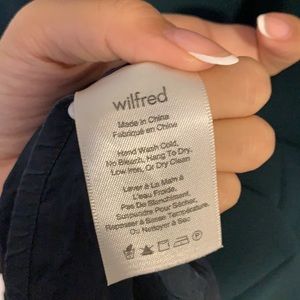 wilfred
Made in China
Fabriqué en Chine
Hand Wash Cold,
No Bleach, Hang To Dry,
Low Iron, Or Dry Clean
Laver à La Main à
L'eau Froide,
Pas De Blanchiment,
Suspendre Pour Sécher,
Repasser à Basse Température,
Ou Nettoyer à Sec